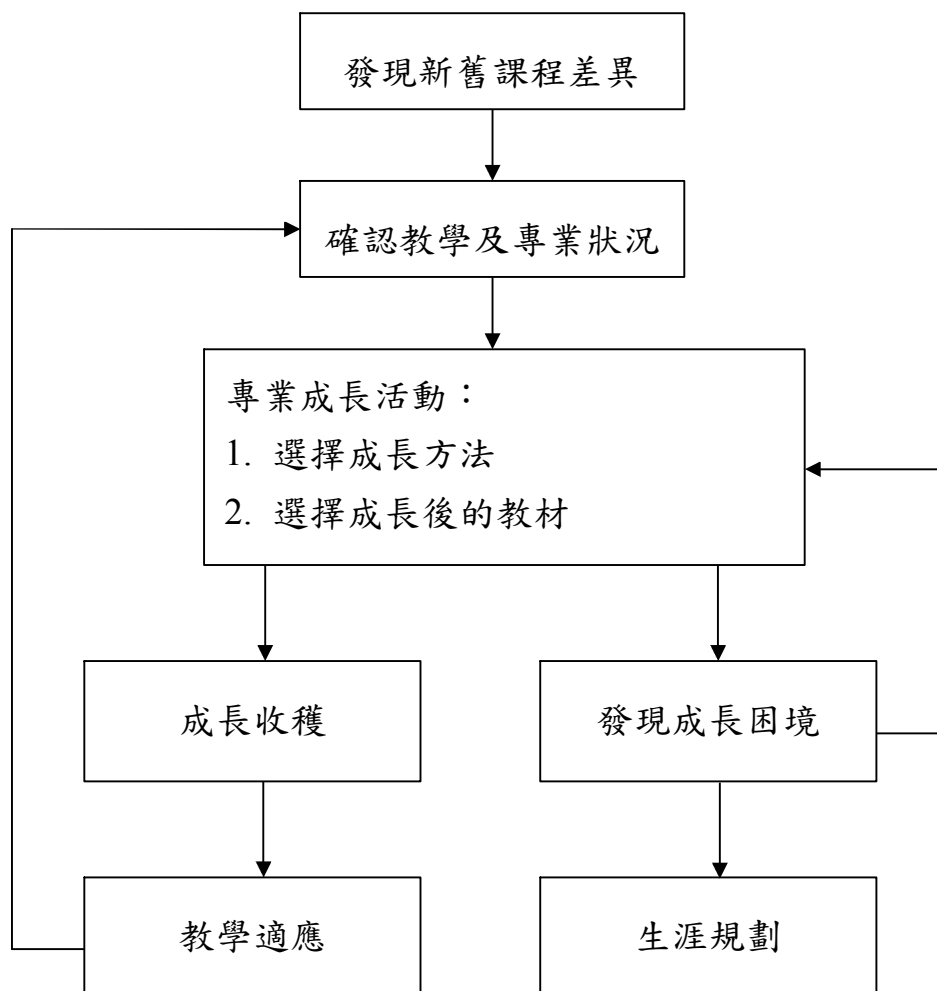 發現新舊課程差異
確認教學及專業狀況
專業成長活動：
1. 選擇成長方法
2. 選擇成長後的教材
成長收穫
發現成長困境
教學適應
生涯規劃